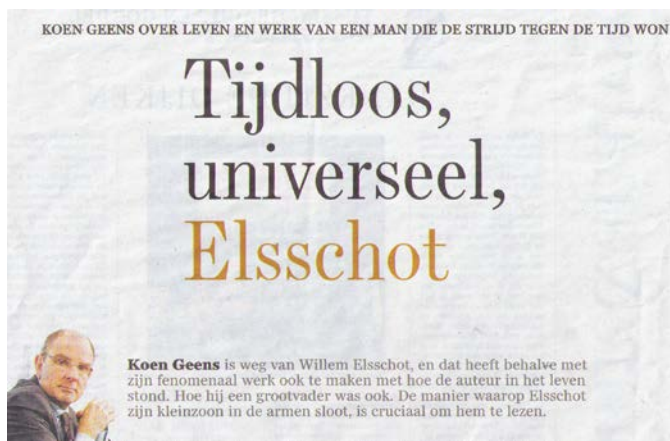 KOEN GEENS OVER LEVEN EN WERK VAN EEN MAN DIE DE STRIJD TEGEN DE TIJD WON
Tijdloos,
universeel,
Elsschot
Koen Geens is weg van Willem Elsschot, en dat heeft behalve met
zijn fenomenaal werk ook te maken met hoe de auteur in het leven
stond. Hoe hij een grootvader was ook. De manier waarop Elsschot
zijn kleinzoon in de armen sloot, is cruciaal om hem te lezen.